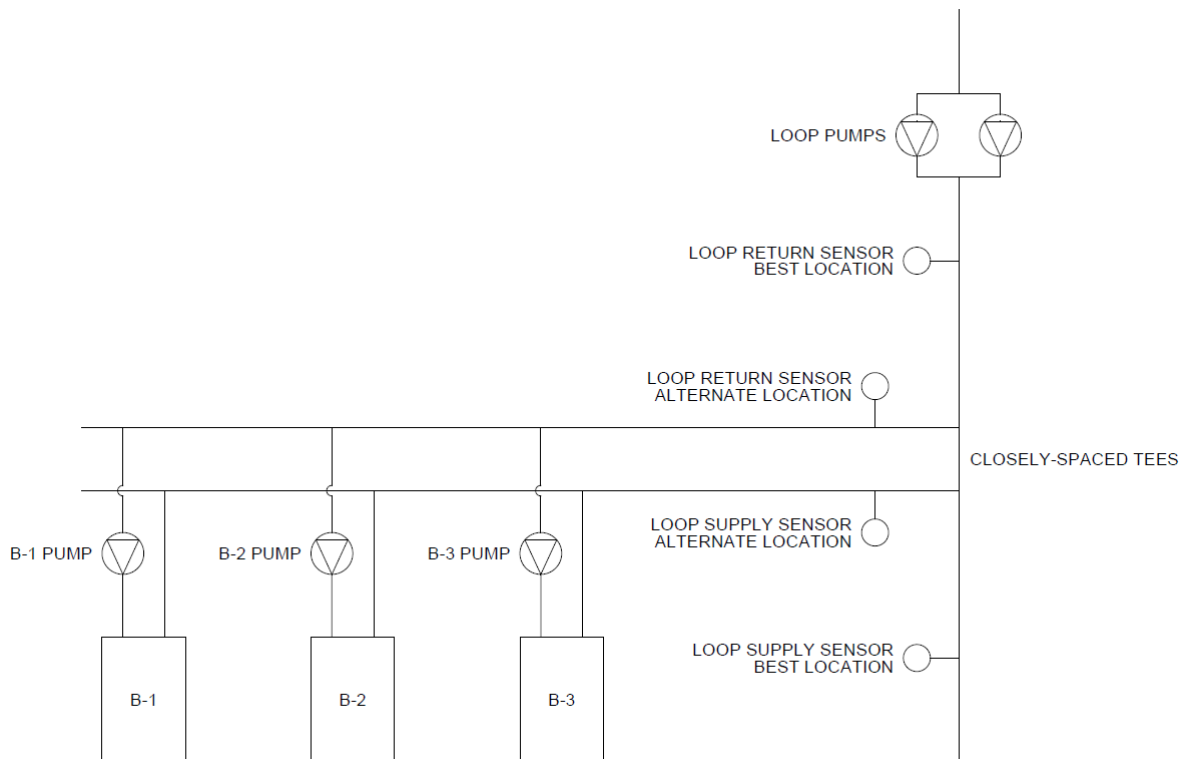 LOOP PUMPS
LOOP RETURN SENSOR
BEST LOCATION
LOOP RETURN SENSOR
ALTERNATE LOCATION
CLOSELY-SPACED TEES
LOOP SUPPLY SENSOR
ALTERNATE LOCATION
B-1 PUMP
B-2 PUMP
B-3 PUMP
LOOP SUPPLY SENSOR
BEST LOCATION
B-1
B-2
B-3